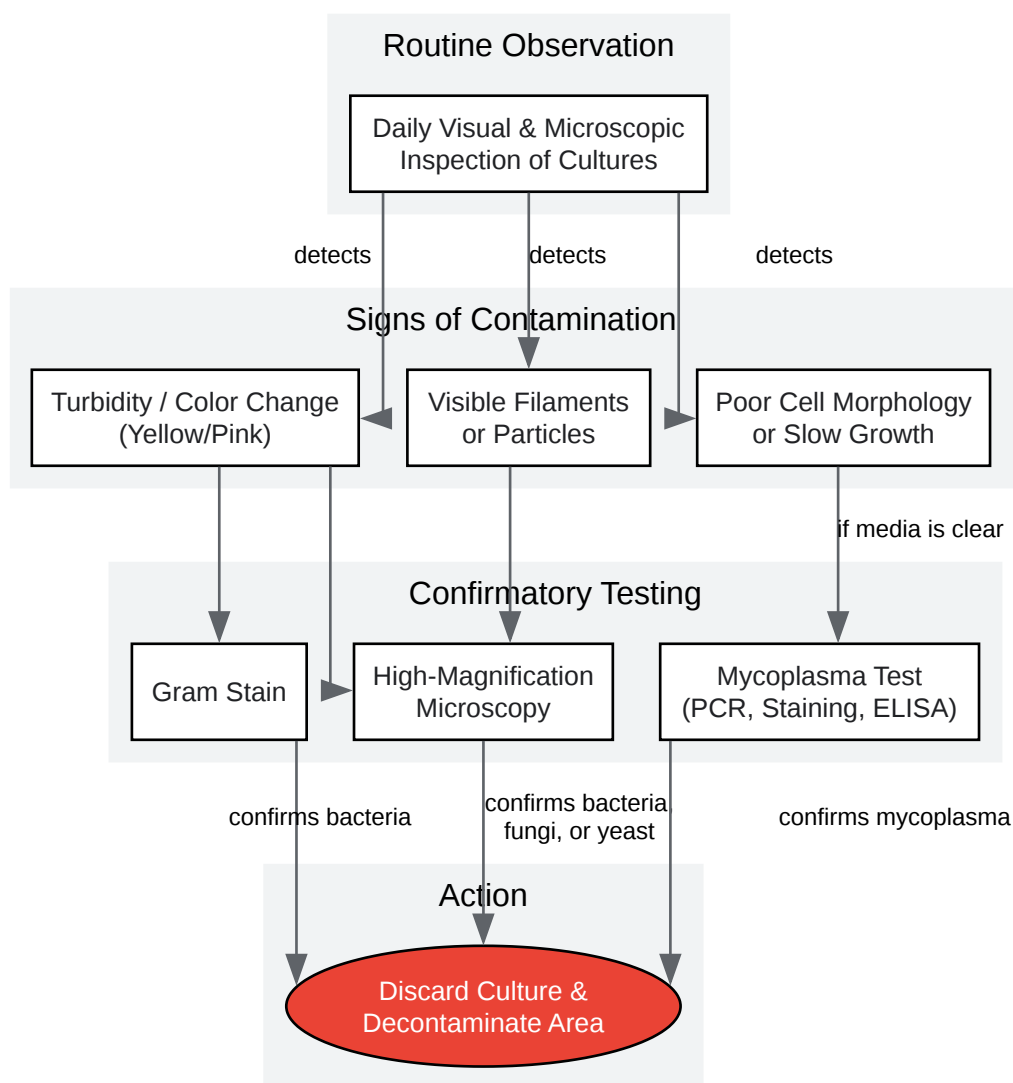 Routine Observation
Daily Visual & Microscopic
Inspection of Cultures
detects
detects
detects
Signs of Contamination
Turbidity / Color Change
(Yellow/Pink)
Visible Filaments
or Particles
Poor Cell Morphology
or Slow Growth
if media is clear
Confirmatory Testing
Gram Stain
High-Magnification
Microscopy
Mycoplasma Test
(PCR, Staining, ELISA)
confirms bacteria
confirms bacteria,
fungi, or yeast
confirms mycoplasma
Action
Discard Culture &
Decontaminate Area